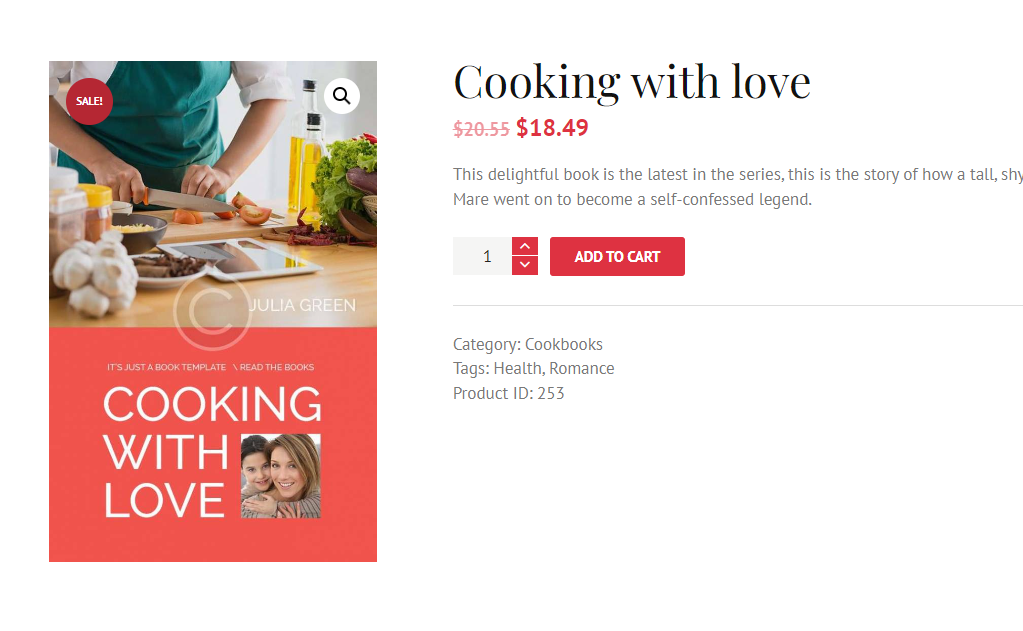 SALE!
JULIA GREEN
IT'S JUST A BOOK TEMPLATE \ READ THE BOOKS
COOKING
WITH
LOVE
Cooking with love
$20.55 $18.49
This delightful book is the latest in the series, this is the story of how a tall, shy
Mare went on to become a self-confessed legend.
1
ADD TO CART
Category: Cookbooks
Tags: Health, Romance
Product ID: 253